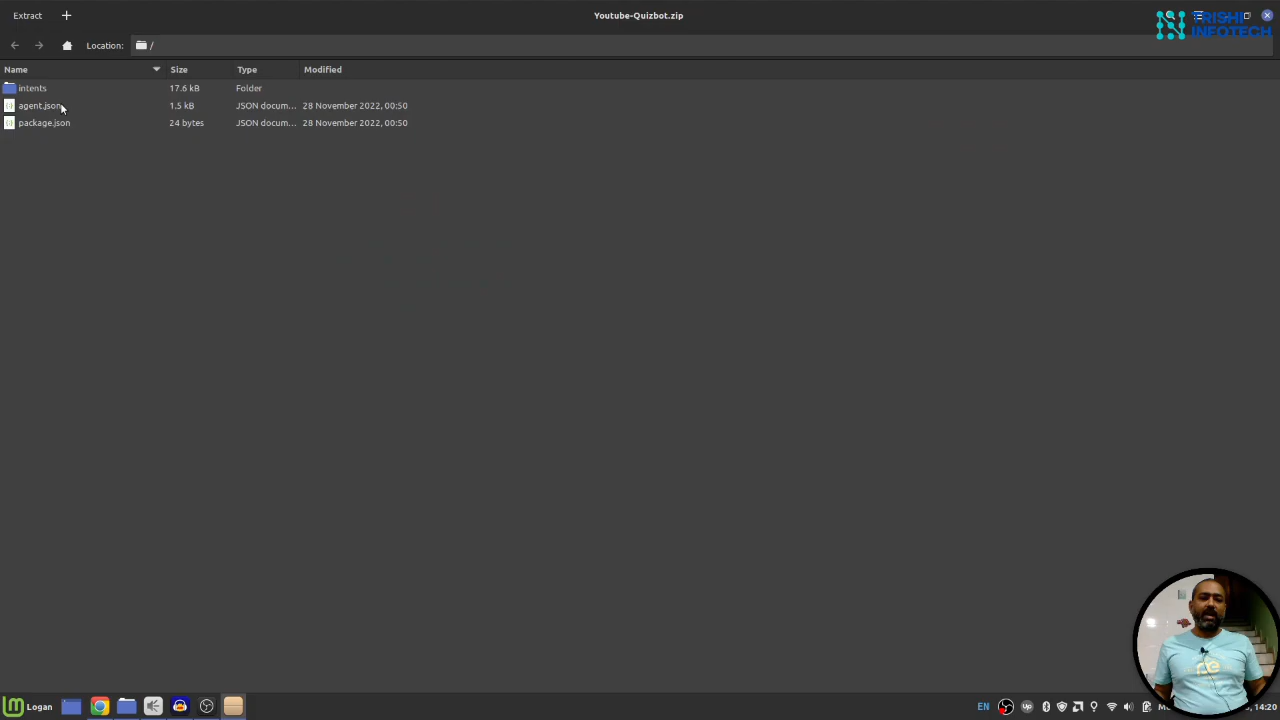 Extract
Youtube-Quizbot.zip
TRISHI
INFOTECH
Location: /
Name Size Type Modified
intents 17.6 kB Folder
agent.json 1.5 kB JSON docum... 28 November 2022, 00:50
package.json 24 bytes JSON docum... 28 November 2022, 00:50
Logan
EN
Up
14:20